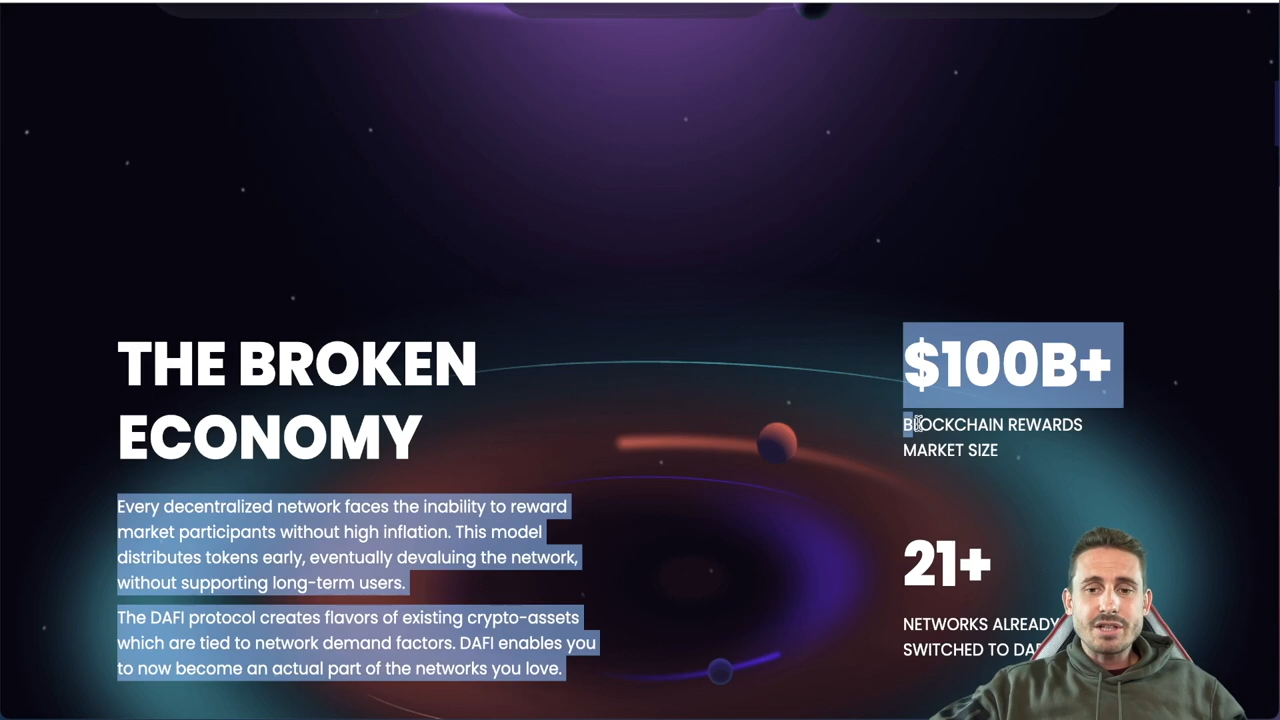 THE BROKEN
ECONOMY
Every decentralized network faces the inability to reward
market participants without high inflation. This model
distributes tokens early, eventually devaluing the network,
without supporting long-term users.
The DAFI protocol creates flavors of existing crypto-assets
which are tied to network demand factors. DAFI enables you
to now become an actual part of the networks you love.
$100B+
BLOCKCHAIN REWARDS
MARKET SIZE
21+
NETWORKS ALREADY
SWITCHED TO